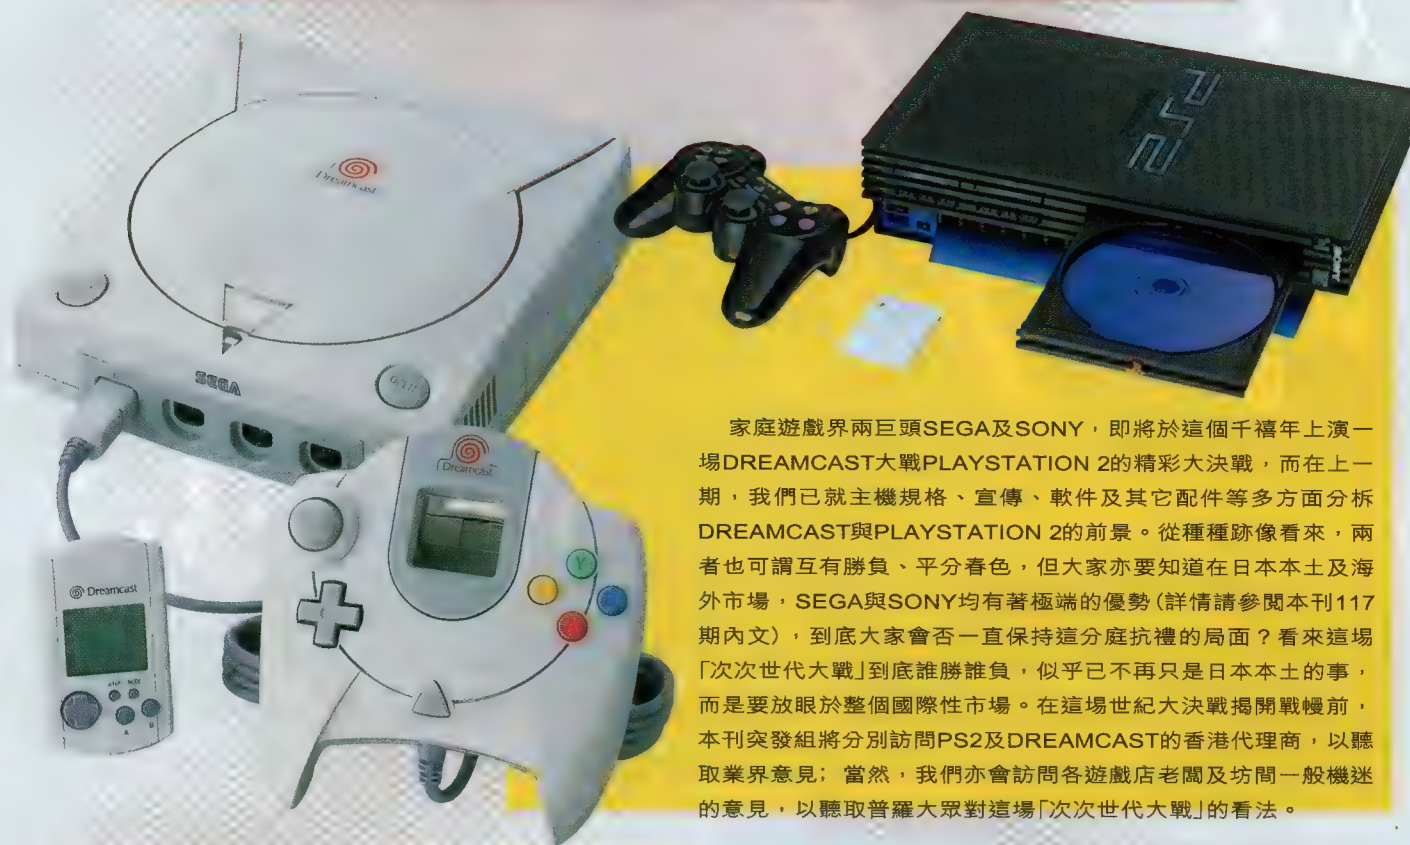 Dreamcast
SEGA
Dreamcast
Y
Dreamcast
SLEEP MODE
A
B
PS2
家庭遊戲界兩巨頭SEGA及SONY，即將於這個千禧年上演一
場DREAMCAST大戰PLAYSTATION 2的精彩大決戰，而在上一
期，我們已就主機規格、宣傳、軟件及其它配件等多方面分析
DREAMCAST與PLAYSTATION 2的前景。從種種跡像看來，兩
者也可謂互有勝負、平分春色，但大家亦要知道在日本本土及海
外市場，SEGA與SONY均有著極端的優勢(詳情請參閱本刊117
期內文)，到底大家會否一直保持這分庭抗禮的局面？看來這場
「次次世代大戰」到底誰勝誰負，似乎已不再只是日本本土的事，
而是要放眼於整個國際性市場。在這場世紀大決戰揭開戰幔前，
本刊突發組將分別訪問PS2及DREAMCAST的香港代理商，以聽
取業界意見；當然，我們亦會訪問各遊戲店老闆及坊間一般機迷
的意見，以聽取普羅大眾對這場「次次世代大戰」的看法。